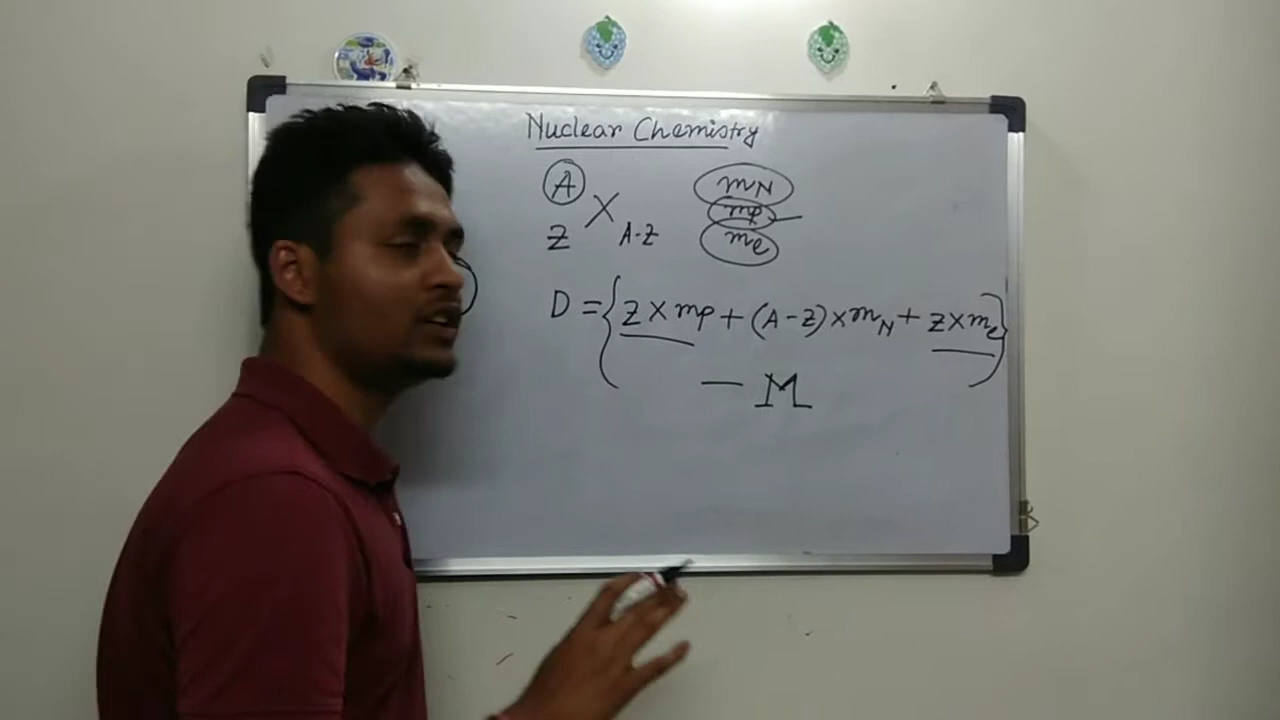 Nuclear Chemistry
A
X
Z
A-Z
mN
mp
me
D = { Z X mp + (A-Z) X mN + Z X me }
— M